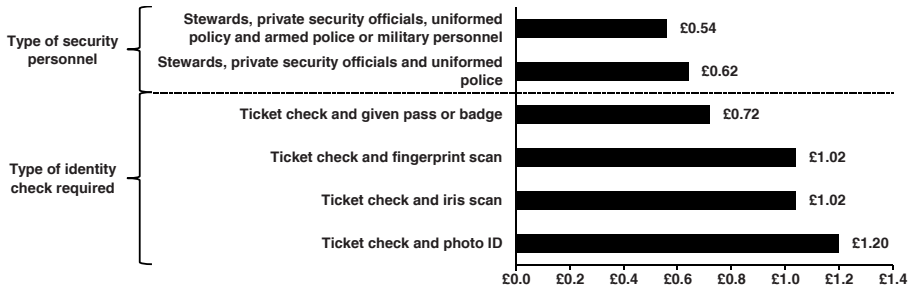 Type of security
personnel
Stewards, private security officials, uniformed
policy and armed police or military personnel
£0.54
Stewards, private security officials and uniformed
police
£0.62
Type of identity
check required
Ticket check and given pass or badge
£0.72
Ticket check and fingerprint scan
£1.02
Ticket check and iris scan
£1.02
Ticket check and photo ID
£1.20
£0.0 £0.2 £0.4 £0.6 £0.8 £1.0 £1.2 £1.4